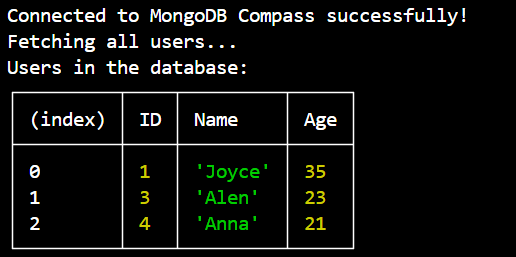 Connected to MongoDB Compass successfully!
Fetching all users...
Users in the database:
(index) ID Name Age
0 1 'Joyce' 35
1 3 'Alen' 23
2 4 'Anna' 21